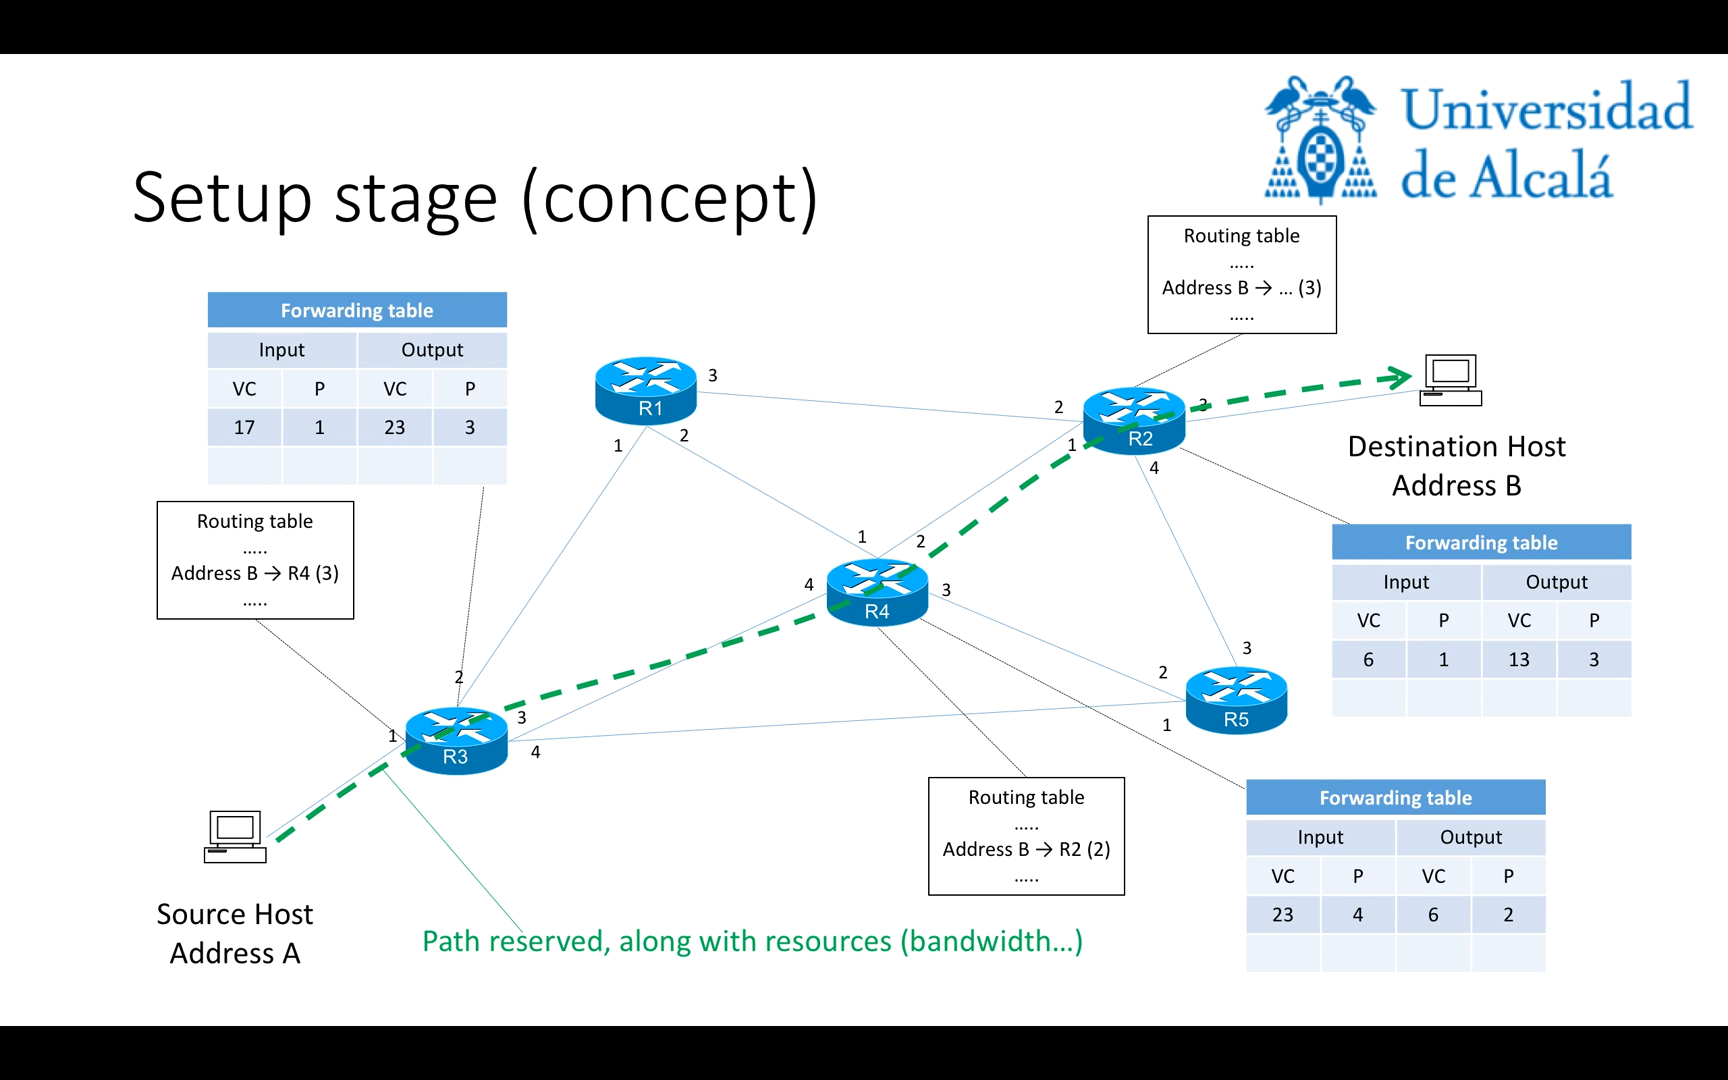 Universidad
de Alcalá
Setup stage (concept)
Routing table
.....
Address B → ... (3)
.....
Forwarding table
Input Output
VC P VC P
17 1 23 3
Routing table
.....
Address B → R4 (3)
.....
R1
3
1
2
2
1
R2
3
4
Destination Host
Address B
Forwarding table
Input Output
VC P VC P
6 1 13 3
1
2
4
R4
3
2
3
R5
1
2
1
R3
3
4
Routing table
.....
Address B → R2 (2)
.....
Forwarding table
Input Output
VC P VC P
23 4 6 2
Source Host
Address A
Path reserved, along with resources (bandwidth...)